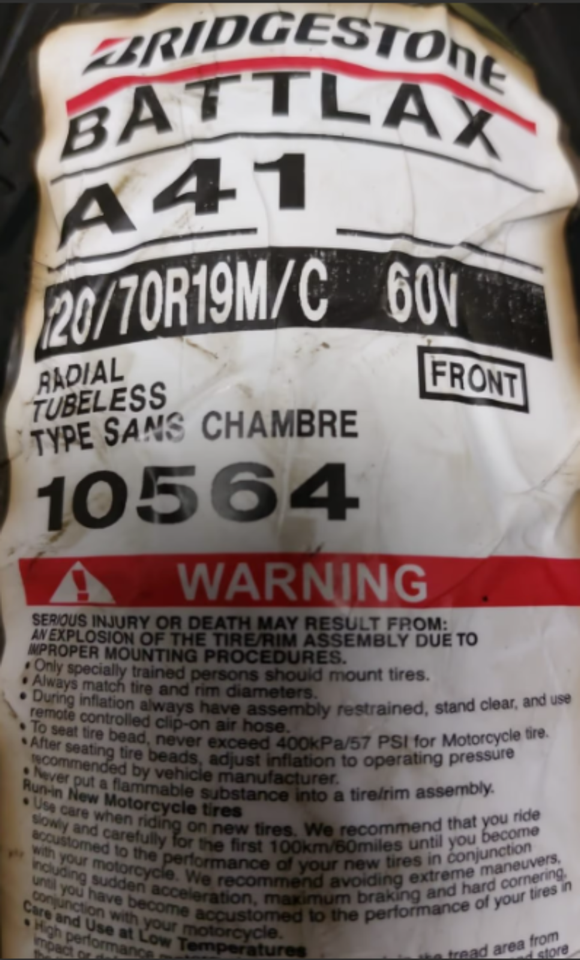 BRIDGESTONE
BATTLAX
A41
120/70R19M/C 60V
RADIAL
TUBELESS
TYPE SANS CHAMBRE
FRONT
10564
WARNING
SERIOUS INJURY OR DEATH MAY RESULT FROM:
AN EXPLOSION OF THE TIRE/RIM ASSEMBLY DUE TO
IMPROPER MOUNTING PROCEDURES.
• Only specially trained persons should mount tires.
• Always match tire and rim diameters.
• During inflation always have assembly restrained, stand clear, and use
remote controlled clip-on air hose.
• To seat tire bead, never exceed 400kPa/57 PSI for Motorcycle tire.
• After seating tire beads, adjust inflation to operating pressure
recommended by vehicle manufacturer.
• Never put a flammable substance into a tire/rim assembly.
Run-in New Motorcycle tires
• Use care when riding on new tires. We recommend that you ride
slowly and carefully for the first 100km/60miles until you become
accustomed to the performance of your new tires in conjunction
with your motorcycle. We recommend avoiding extreme maneuvers,
including sudden acceleration, maximum braking and hard cornering,
until you have become accustomed to the performance of your tires in
conjunction with your motorcycle.
Care and Use at Low Temperatures
• High performance the tread area from
impact or store